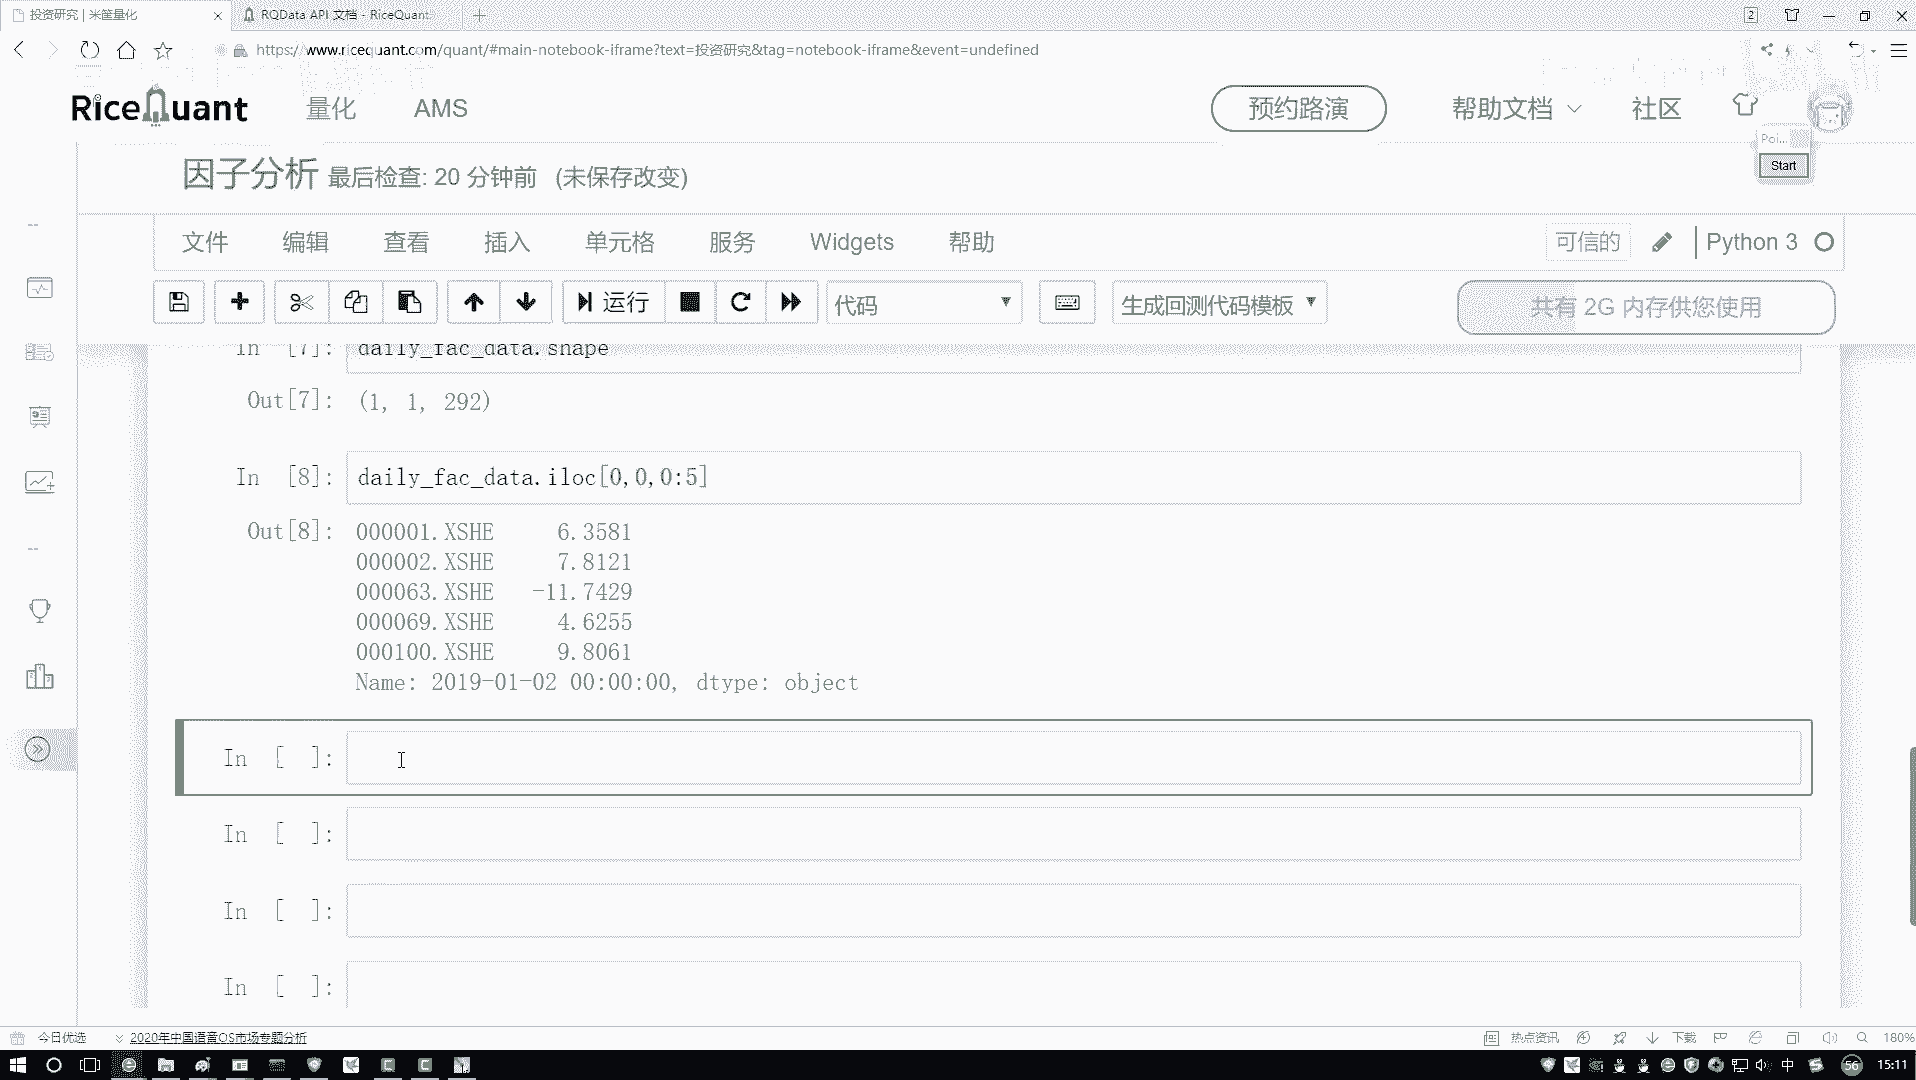 投资研究 | 米筐量化
RQData API 文档 - RiceQuant
2
https://www.ricequant.com/quant/#main-notebook-iframe?text=投资研究&tag=notebook-iframe&event=undefined
RiceQuant 量化 AMS 预约路演 帮助文档 社区
Poi...
Start
因子分析 最后检查: 20 分钟前 (未保存改变)
文件 编辑 查看 插入 单元格 服务 Widgets 帮助 可信的 Python 3
运行 代码 生成回测代码模板 共有 2G 内存供您使用
In [7]: daily_fac_data.shape
Out[7]: (1, 1, 292)
In [8]: daily_fac_data.iloc[0,0,0:5]
Out[8]: 000001.XSHE 6.3581
000002.XSHE 7.8121
000063.XSHE -11.7429
000069.XSHE 4.6255
000100.XSHE 9.8061
Name: 2019-01-02 00:00:00, dtype: object
In [ ]:
In [ ]:
In [ ]:
In [ ]:
今日优选 2020年中国语音OS市场专题分析 热点资讯 下载 180%
中 56 15:11